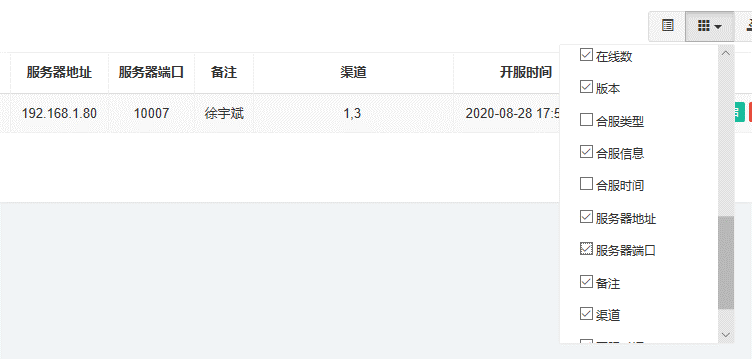 服务器地址 服务器端口 备注 渠道 开服时间
192.168.1.80 10007 徐宇斌 1,3 2020-08-28 17:5
在线数
版本
合服类型
合服信息
合服时间
服务器地址
服务器端口
备注
渠道